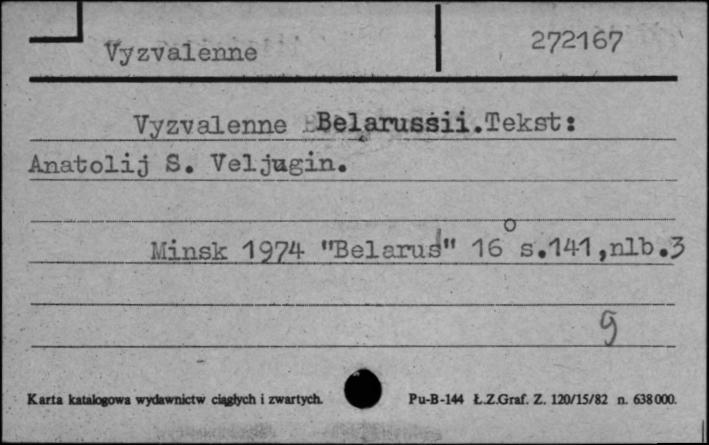 Vyzvalenne
272167
Vyzvalenne Belarussii.Tekst:
Anatolij S. Veljugin.
Minsk 1974 "Belarus" 16° s.141,nlb.3
9
Karta katalogowa wydawnictw ciągłych i zwartych.
Pu-B-144 Ł.Z.Graf. Z. 120/15/82 n. 638000.